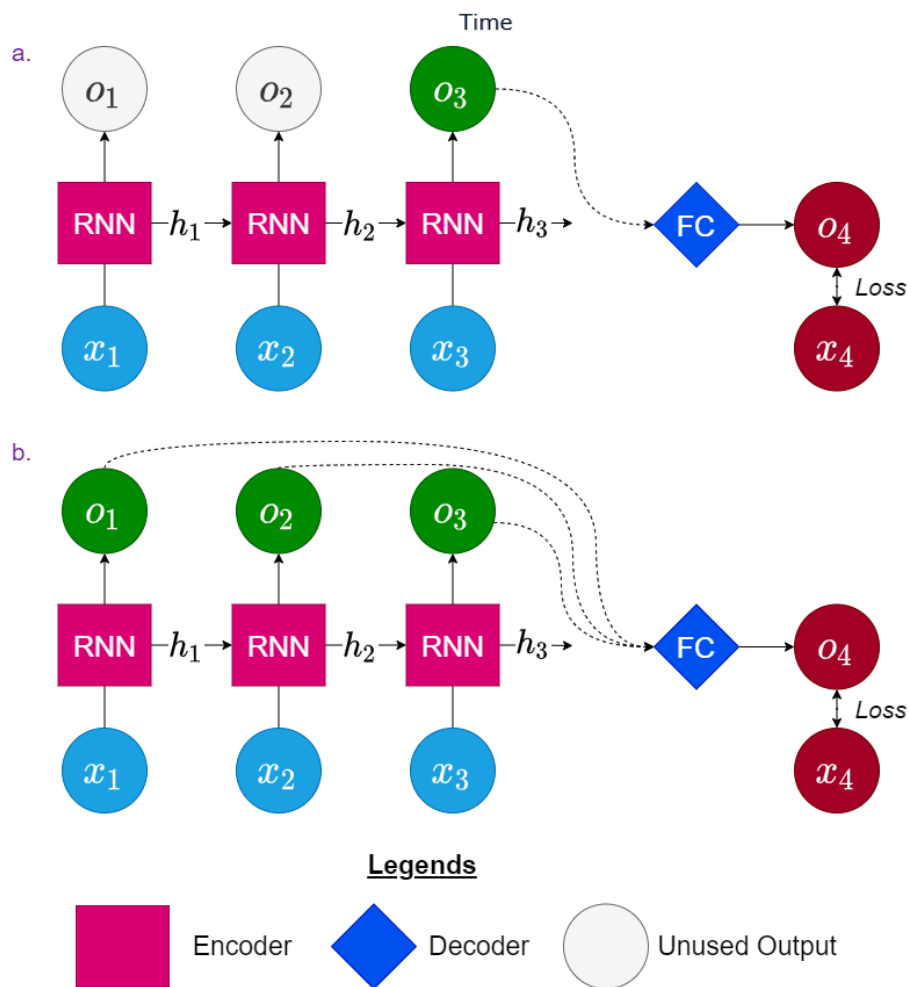 Time
a.
o₁ o₂ o₃
RNN h₁ RNN h₂ RNN h₃ FC o₄
Loss
x₁ x₂ x₃ x₄
b.
o₁ o₂ o₃
RNN h₁ RNN h₂ RNN h₃ FC o₄
Loss
x₁ x₂ x₃ x₄
Legends
Encoder Decoder Unused Output